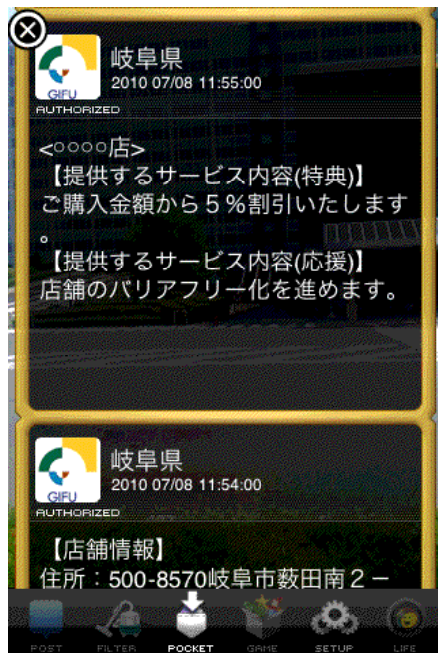 GIFU
岐阜県
2010 07/08 11:55:00
AUTHORIZED
<○○○○店>
【提供するサービス内容(特典)】
ご購入金額から５％割引いたします
。
【提供するサービス内容(応援)】
店舗のバリアフリー化を進めます。
GIFU
岐阜県
2010 07/08 11:54:00
AUTHORIZED
【店舗情報】
住所：500-8570岐阜市薮田南２－
POST FILTER POCKET GAME SETUP LIFE